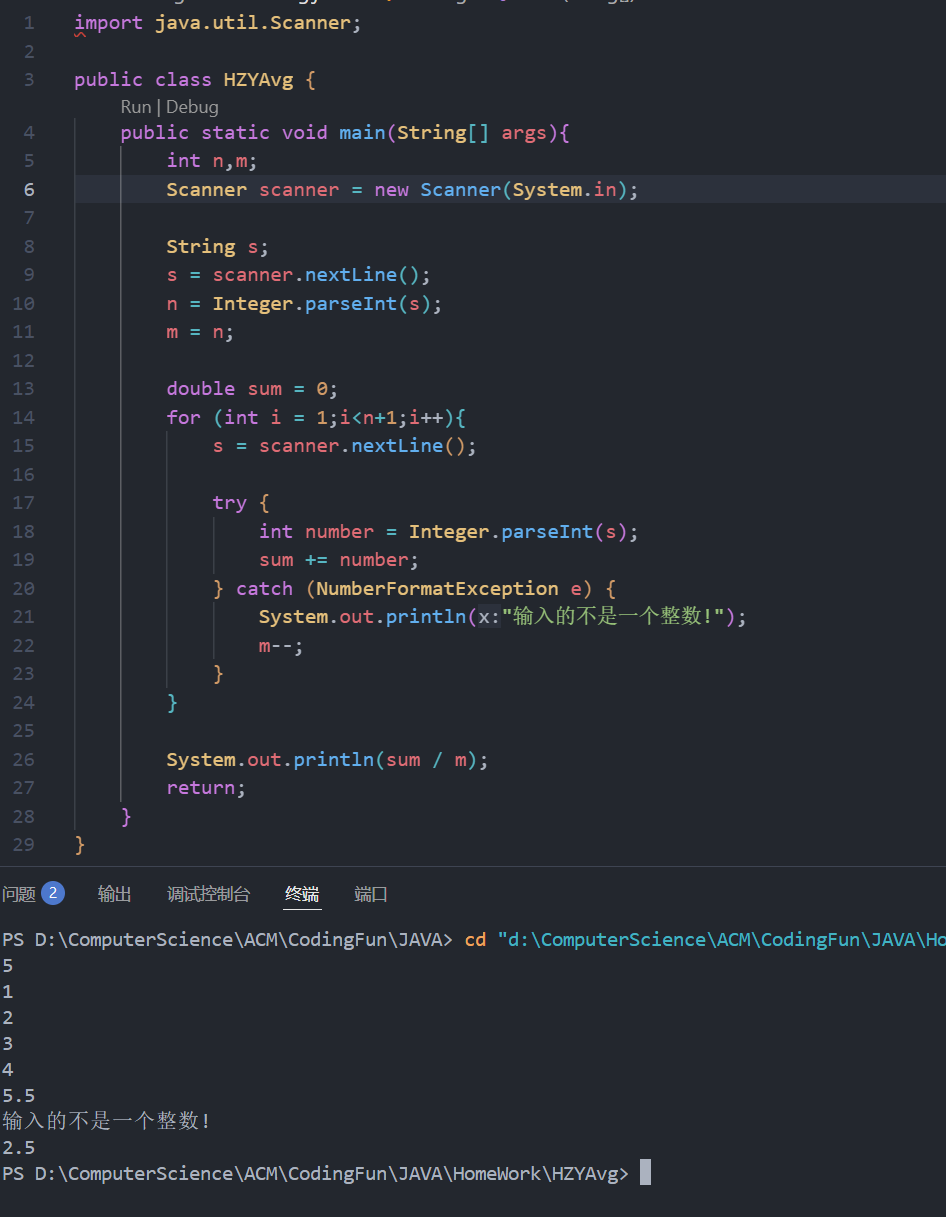 1 import java.util.Scanner;
2
3 public class HZYAvg {
Run | Debug
4 public static void main(String[] args){
5 int n,m;
6 Scanner scanner = new Scanner(System.in);
7
8 String s;
9 s = scanner.nextLine();
10 n = Integer.parseInt(s);
11 m = n;
12
13 double sum = 0;
14 for (int i = 1;i<n+1;i++){
15 s = scanner.nextLine();
16
17 try {
18 int number = Integer.parseInt(s);
19 sum += number;
20 } catch (NumberFormatException e) {
21 System.out.println(x:"输入的不是一个整数!");
22 m--;
23 }
24 }
25
26 System.out.println(sum / m);
27 return;
28 }
29 }
问题 2 输出 调试控制台 终端 端口
PS D:\ComputerScience\ACM\CodingFun\JAVA> cd "d:\ComputerScience\ACM\CodingFun\JAVA\Ho
5
1
2
3
4
5.5
输入的不是一个整数!
2.5
PS D:\ComputerScience\ACM\CodingFun\JAVA\HomeWork\HZYAvg>